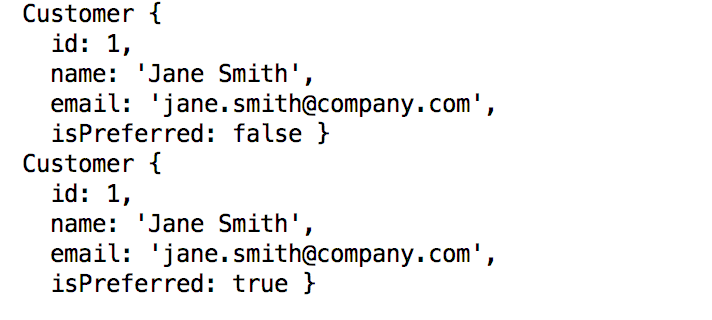 Customer {
  id: 1,
  name: 'Jane Smith',
  email: 'jane.smith@company.com',
  isPreferred: false }
Customer {
  id: 1,
  name: 'Jane Smith',
  email: 'jane.smith@company.com',
  isPreferred: true }